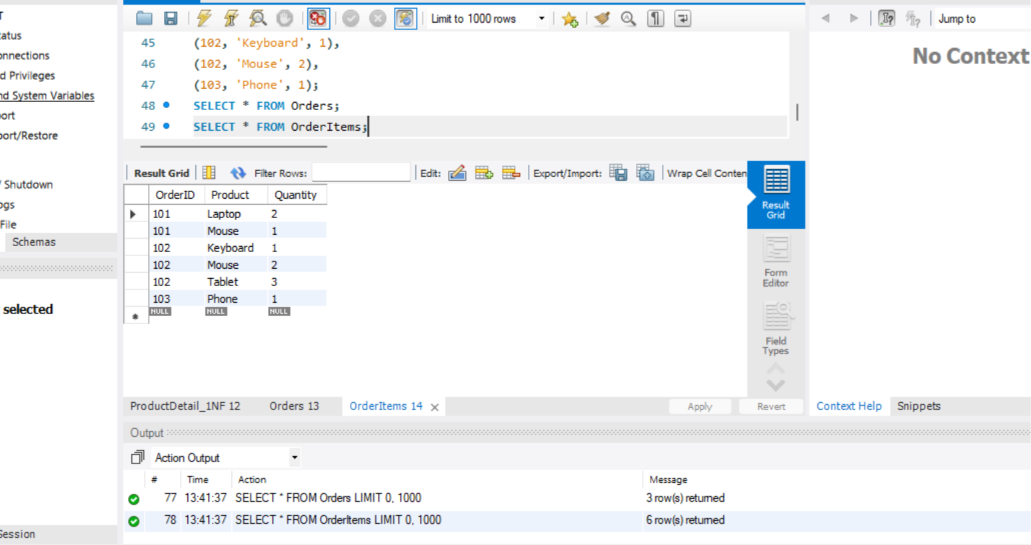 T
tatus
onnections
d Privileges
nd System Variables
port
port/Restore
/ Shutdown
ogs
File
Schemas
selected
Session
Limit to 1000 rows
45 (102, 'Keyboard', 1),
46 (102, 'Mouse', 2),
47 (103, 'Phone', 1);
48 SELECT * FROM Orders;
49 SELECT * FROM OrderItems;
Result Grid Filter Rows: Edit: Export/Import: Wrap Cell Conten
OrderID Product Quantity
101 Laptop 2
101 Mouse 1
102 Keyboard 1
102 Mouse 2
102 Tablet 3
103 Phone 1
NULL NULL NULL
Result
Grid
Form
Editor
Field
Types
ProductDetail_1NF 12 Orders 13 OrderItems 14 Apply Revert
Output
Action Output
# Time Action Message
77 13:41:37 SELECT * FROM Orders LIMIT 0, 1000 3 row(s) returned
78 13:41:37 SELECT * FROM OrderItems LIMIT 0, 1000 6 row(s) returned
Jump to
No Context
Context Help Snippets